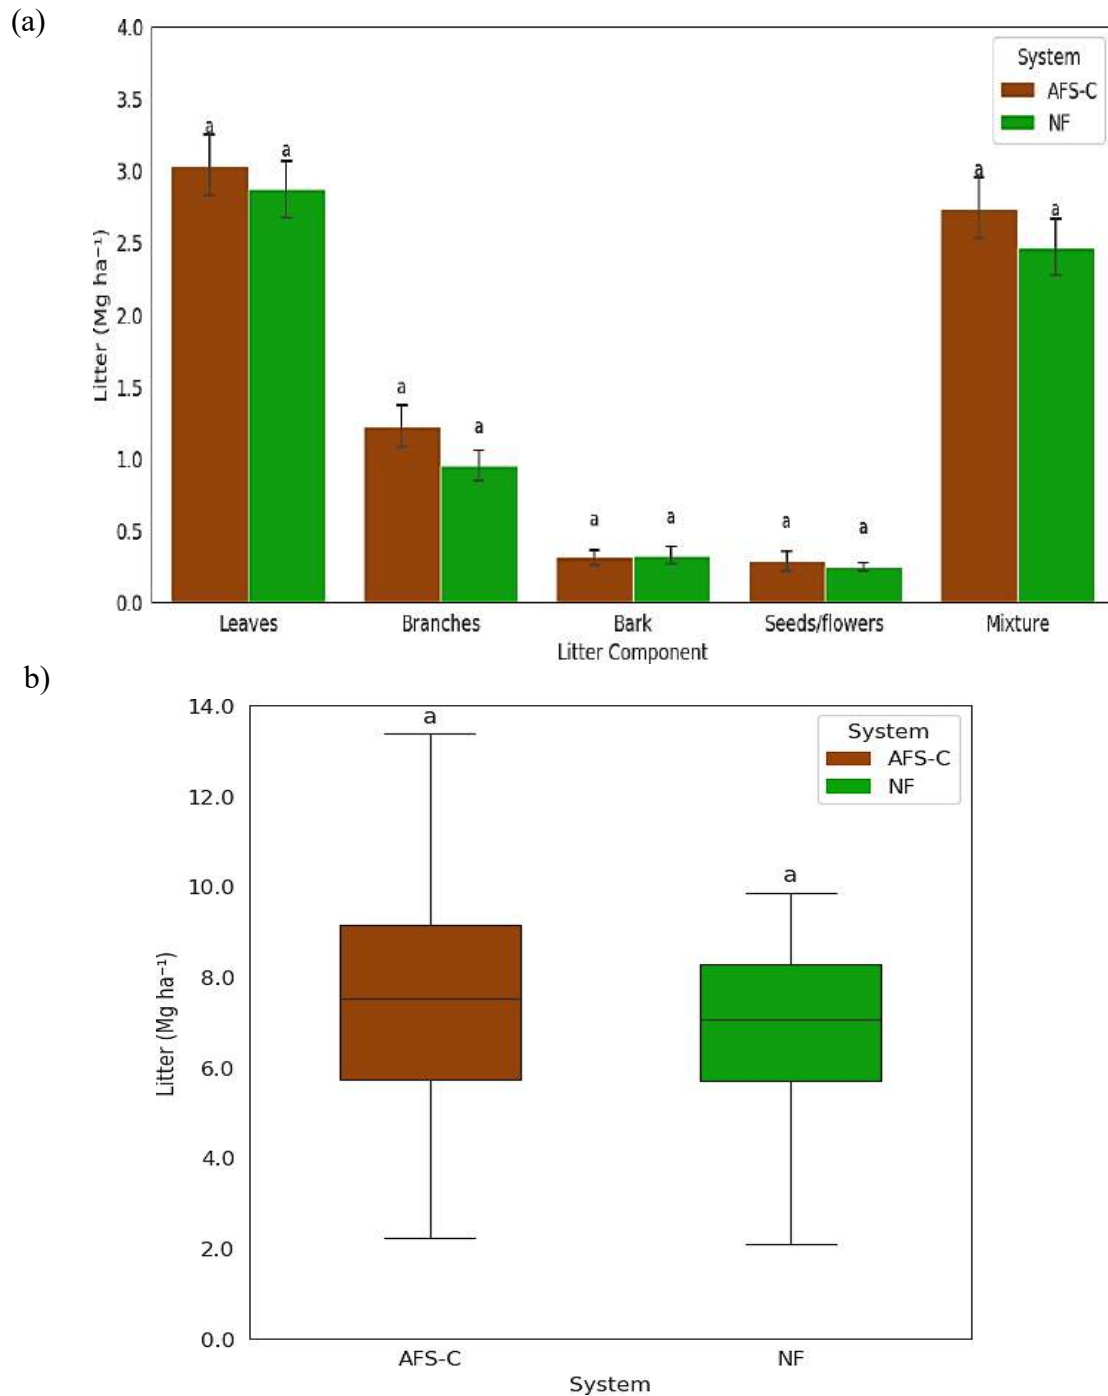 (a)
4.0
3.5
3.0
2.5
2.0
1.5
1.0
0.5
0.0
Litter (Mg ha⁻¹)
System
AFS-C
NF
a a a a a a a a a a
Leaves Branches Bark Seeds/flowers Mixture
Litter Component
b)
14.0
12.0
10.0
8.0
6.0
4.0
2.0
0.0
Litter (Mg ha⁻¹)
a
a
System
AFS-C
NF
AFS-C NF
System